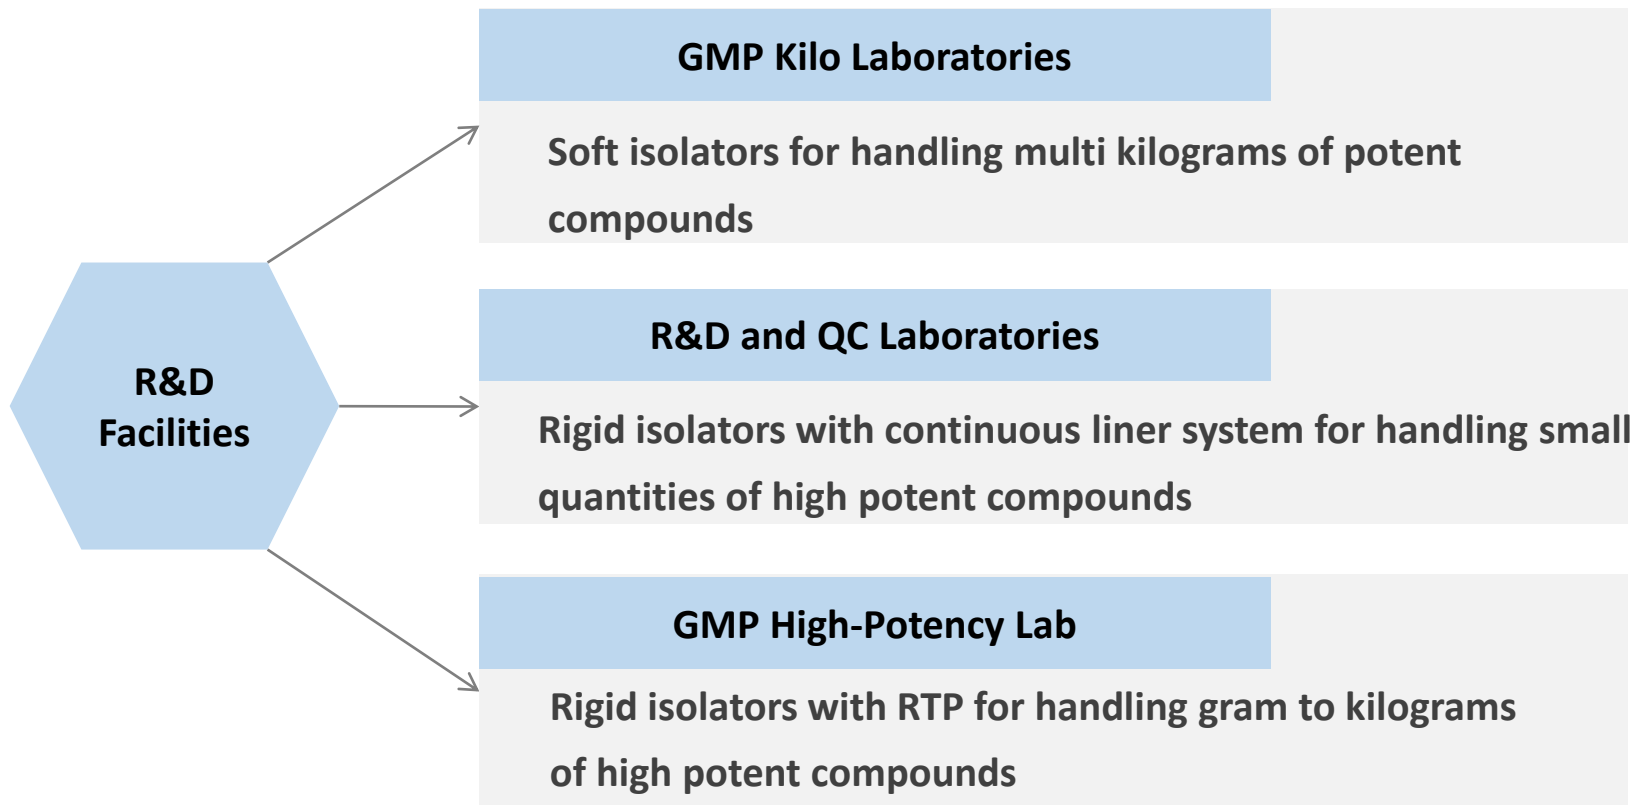 GMP Kilo Laboratories
Soft isolators for handling multi kilograms of potent
compounds
R&D
Facilities
R&D and QC Laboratories
Rigid isolators with continuous liner system for handling small
quantities of high potent compounds
GMP High-Potency Lab
Rigid isolators with RTP for handling gram to kilograms
of high potent compounds